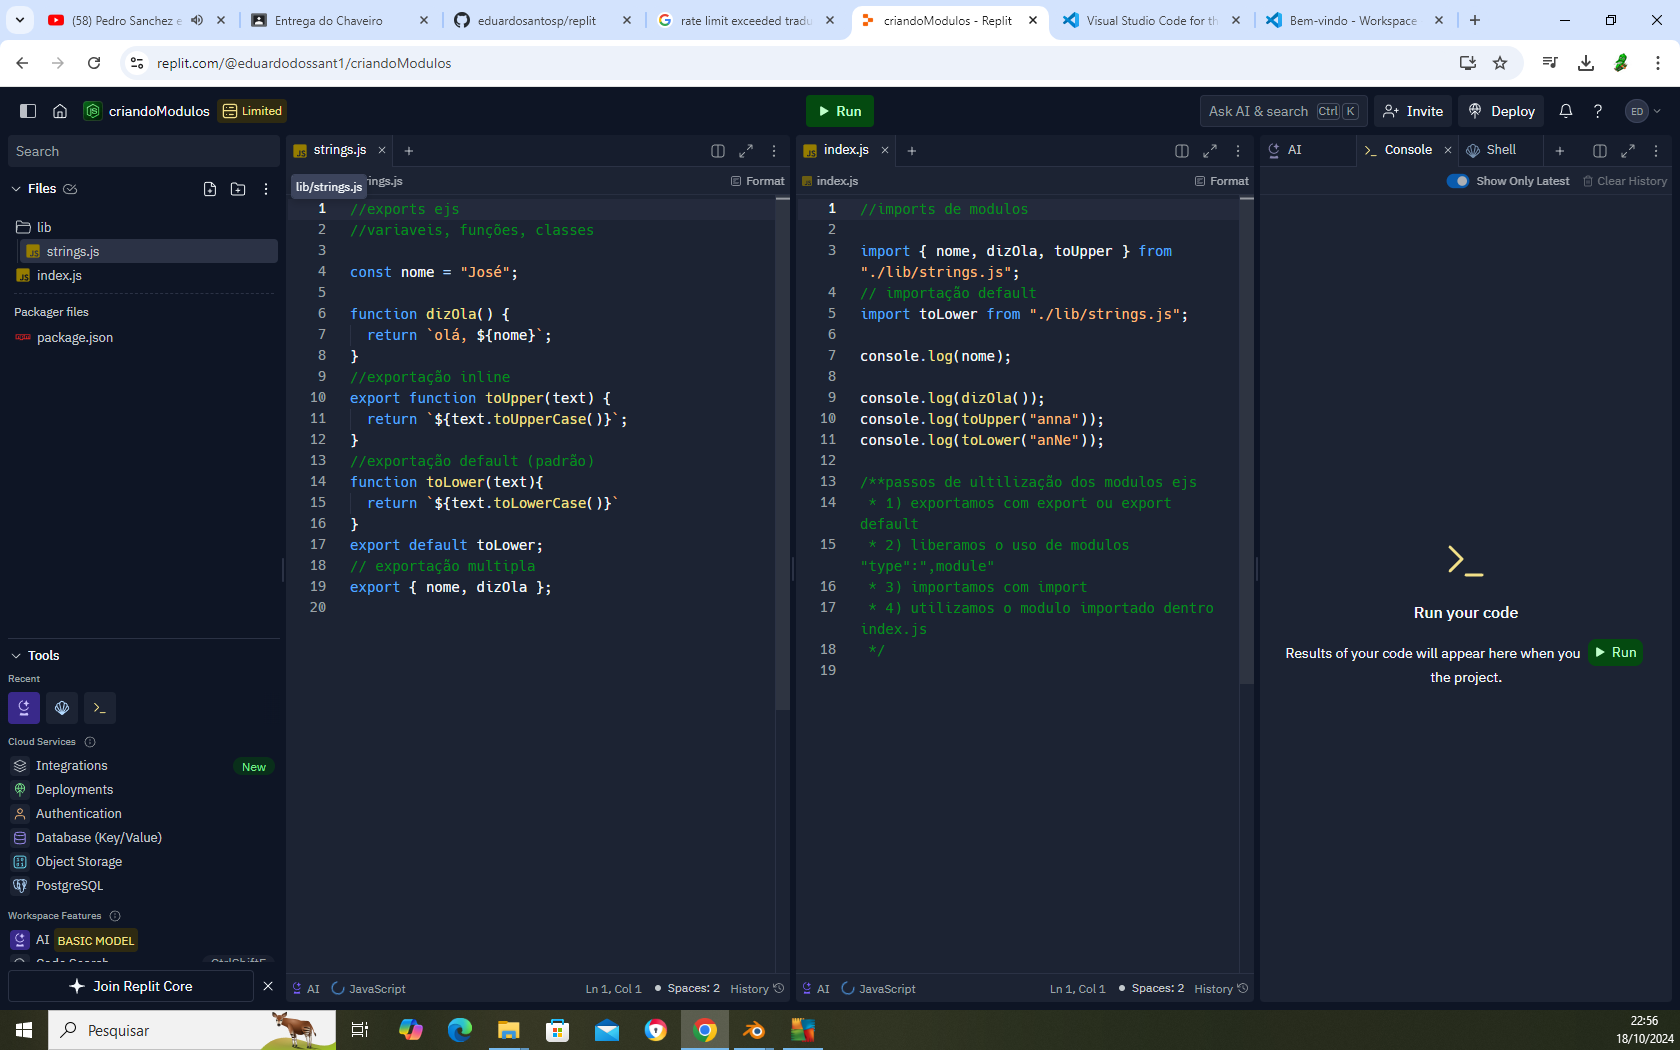 (58) Pedro Sanchez e
Entrega do Chaveiro
eduardosantosp/replit
rate limit exceeded tradu
criandoModulos - Replit
Visual Studio Code for th
Bem-vindo - Workspace
replit.com/@eduardodossant1/criandoModulos
criandoModulos
Limited
Run
Ask AI & search Ctrl K
Invite
Deploy
ED
Search
Files
lib
JS strings.js
JS index.js
Packager files
package.json
Tools
Recent
Cloud Services
Integrations
New
Deployments
Authentication
Database (Key/Value)
Object Storage
PostgreSQL
Workspace Features
AI BASIC MODEL
Join Replit Core
JS strings.js
lib/strings.js
rings.js
Format
1 //exports ejs
2 //variaveis, funções, classes
3
4 const nome = "José";
5
6 function dizOla() {
7 return `olá, ${nome}`;
8 }
9 //exportação inline
10 export function toUpper(text) {
11 return `${text.toUpperCase()}`;
12 }
13 //exportação default (padrão)
14 function toLower(text){
15 return `${text.toLowerCase()}`
16 }
17 export default toLower;
18 // exportação multipla
19 export { nome, dizOla };
20
AI
JavaScript
Ln 1, Col 1
Spaces: 2
History
JS index.js
JS index.js
Format
1 //imports de modulos
2
3 import { nome, dizOla, toUpper } from
"./lib/strings.js";
4 // importação default
5 import toLower from "./lib/strings.js";
6
7 console.log(nome);
8
9 console.log(dizOla());
10 console.log(toUpper("anna"));
11 console.log(toLower("anNe"));
12
13 /**passos de ultilização dos modulos ejs
14 * 1) exportamos com export ou export
default
15 * 2) liberamos o uso de modulos
"type":",module"
16 * 3) importamos com import
17 * 4) utilizamos o modulo importado dentro
index.js
18 */
19
AI
JavaScript
Ln 1, Col 1
Spaces: 2
History
AI
Console
Shell
Show Only Latest
Clear History
Run your code
Results of your code will appear here when you Run
the project.
Pesquisar
22:56
18/10/2024